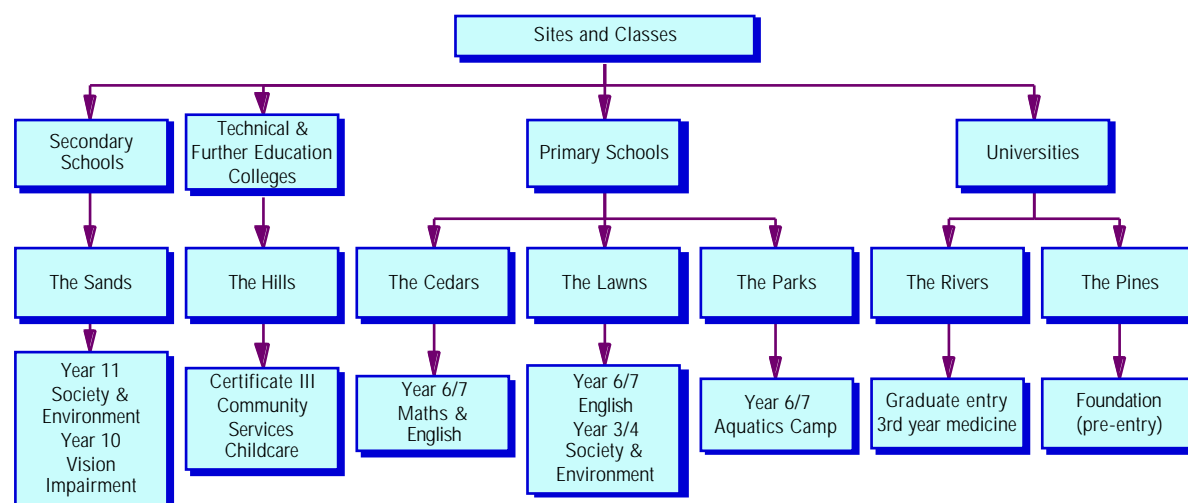 Sites and Classes
Secondary
Schools
Technical &
Further Education
Colleges
Primary Schools
Universities
The Sands
The Hills
The Cedars
The Lawns
The Parks
The Rivers
The Pines
Year 11
Society &
Environment
Year 10
Vision
Impairment
Certificate III
Community
Services
Childcare
Year 6/7
Maths &
English
Year 6/7
English
Year 3/4
Society &
Environment
Year 6/7
Aquatics Camp
Graduate entry
3rd year medicine
Foundation
(pre-entry)